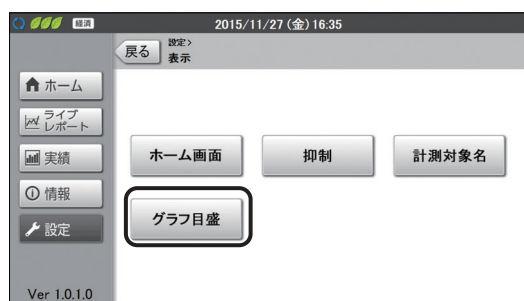 経済
2015/11/27(金)16:35
戻る
設定>
表示
ホーム
ライブ
レポート
実績
情報
設定
ホーム画面
抑制
計測対象名
グラフ目盛
Ver 1.0.1.0